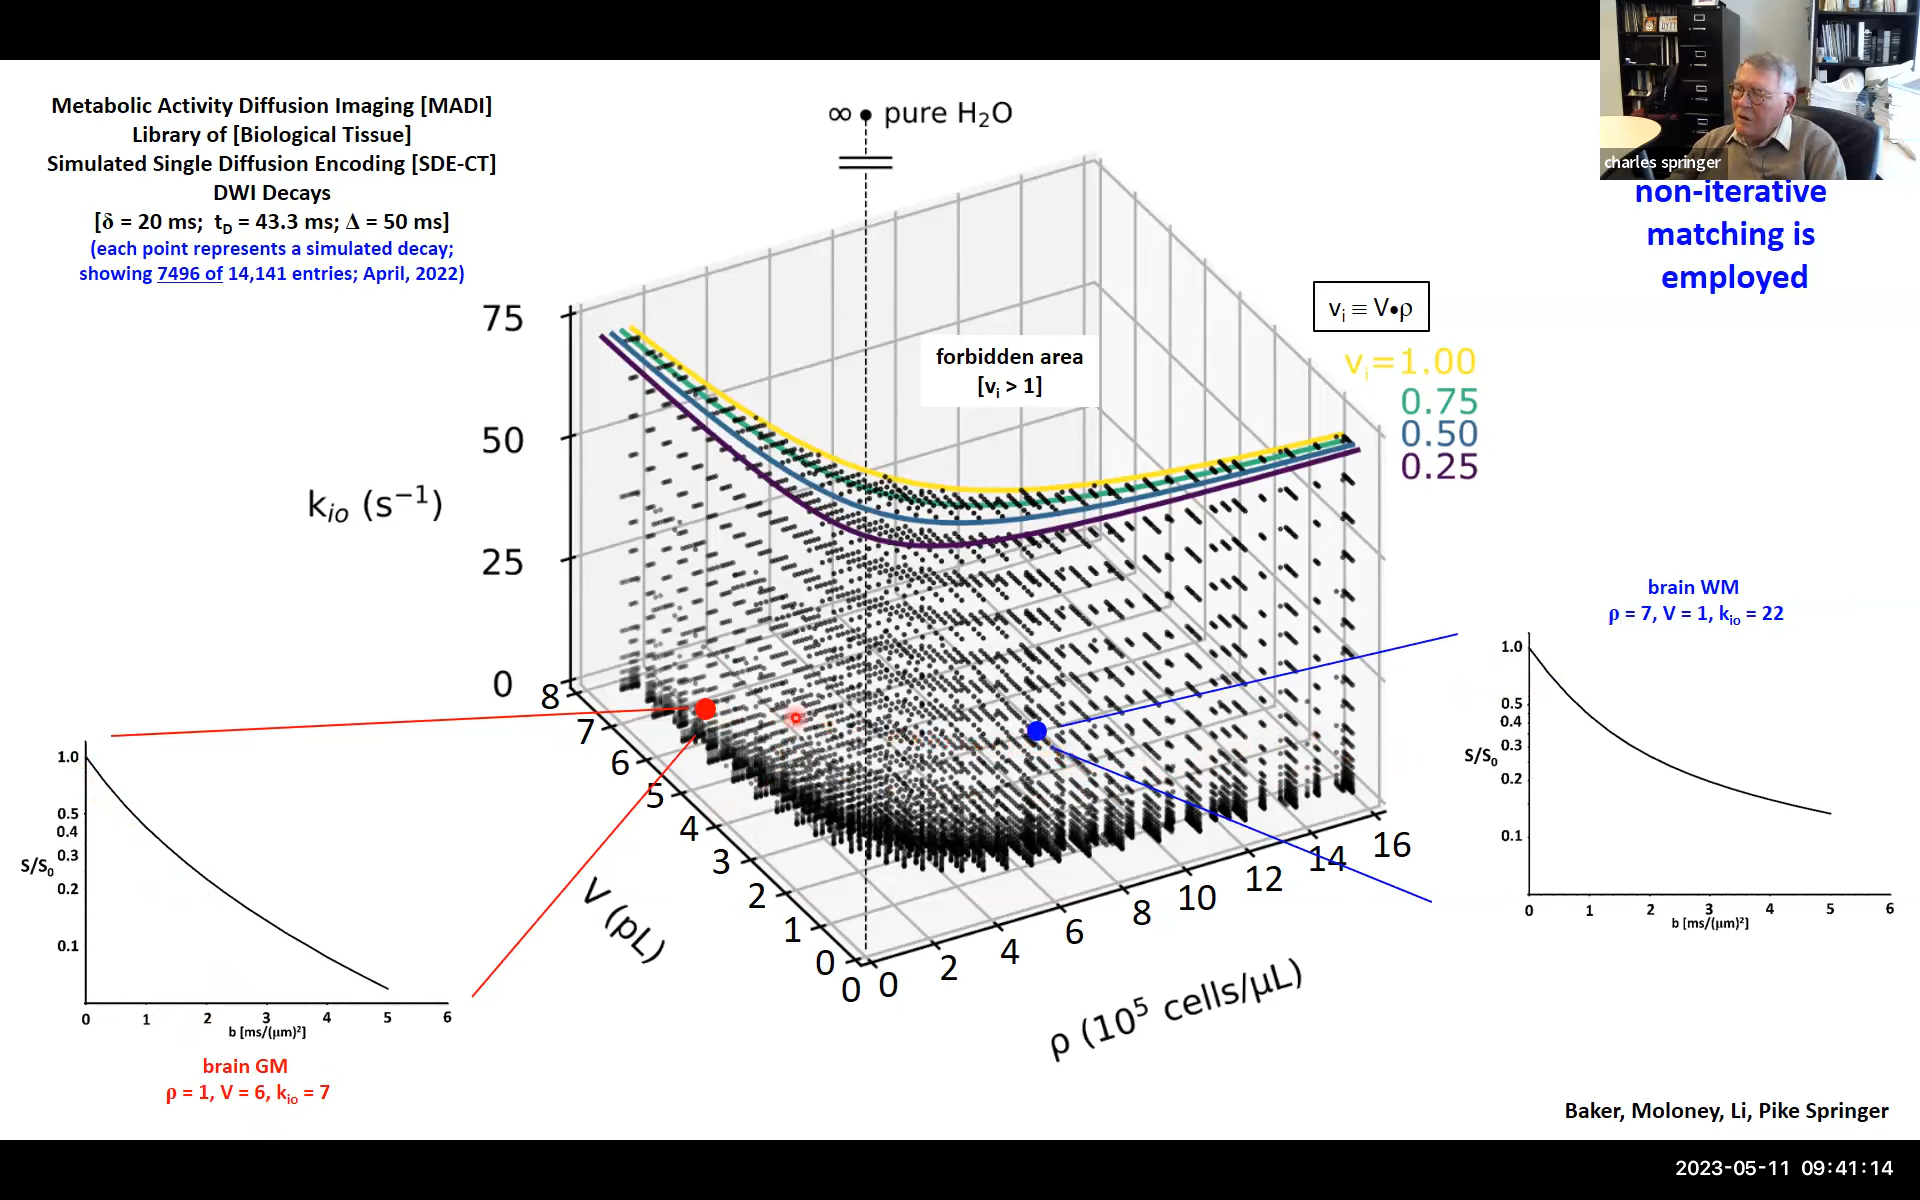 Metabolic Activity Diffusion Imaging [MADI]
Library of [Biological Tissue]
Simulated Single Diffusion Encoding [SDE-CT]
DWI Decays
[δ = 20 ms; tD = 43.3 ms; Δ = 50 ms]
(each point represents a simulated decay;
showing 7496 of 14,141 entries; April, 2022)
∞ • pure H2O
charles springer
non-iterative
matching is
employed
vi ≡ V•ρ
vi=1.00
0.75
0.50
0.25
forbidden area
[vi > 1]
kio (s−1)
75
50
25
0
8
7
6
5
4
3
2
1
0
0
V (pL)
0
2
4
6
8
10
12
14
16
ρ (10^5 cells/μL)
brain WM
ρ = 7, V = 1, kio = 22
1.0
0.5
0.4
0.3
0.2
0.1
S/S0
0 1 2 3 4 5 6
b [ms/(μm)²]
1.0
0.5
0.4
0.3
0.2
0.1
S/S0
0 1 2 3 4 5 6
b [ms/(μm)²]
brain GM
ρ = 1, V = 6, kio = 7
Baker, Moloney, Li, Pike Springer
2023-05-11 09:41:14